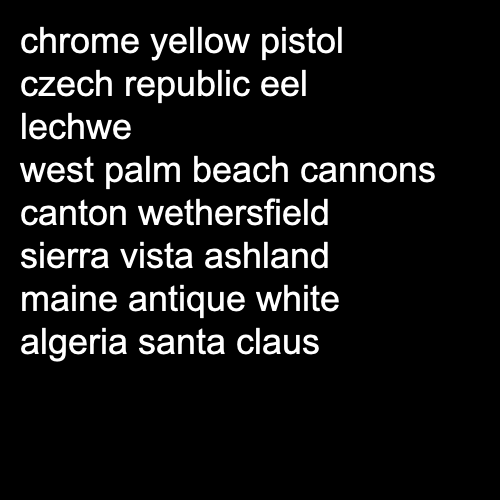 chrome yellow pistol
czech republic eel
lechwe
west palm beach cannons
canton wethersfield
sierra vista ashland
maine antique white
algeria santa claus